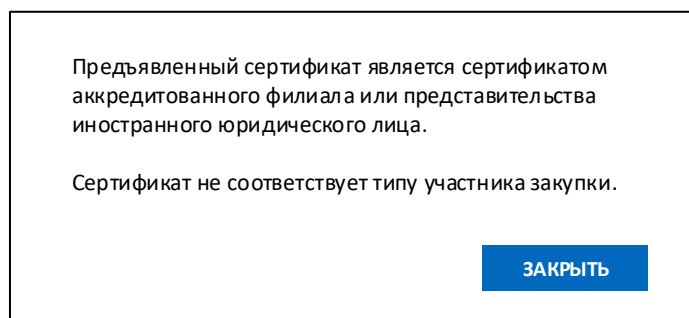 Предъявленный сертификат является сертификатом
аккредитованного филиала или представительства
иностранного юридического лица.
Сертификат не соответствует типу участника закупки.
ЗАКРЫТЬ